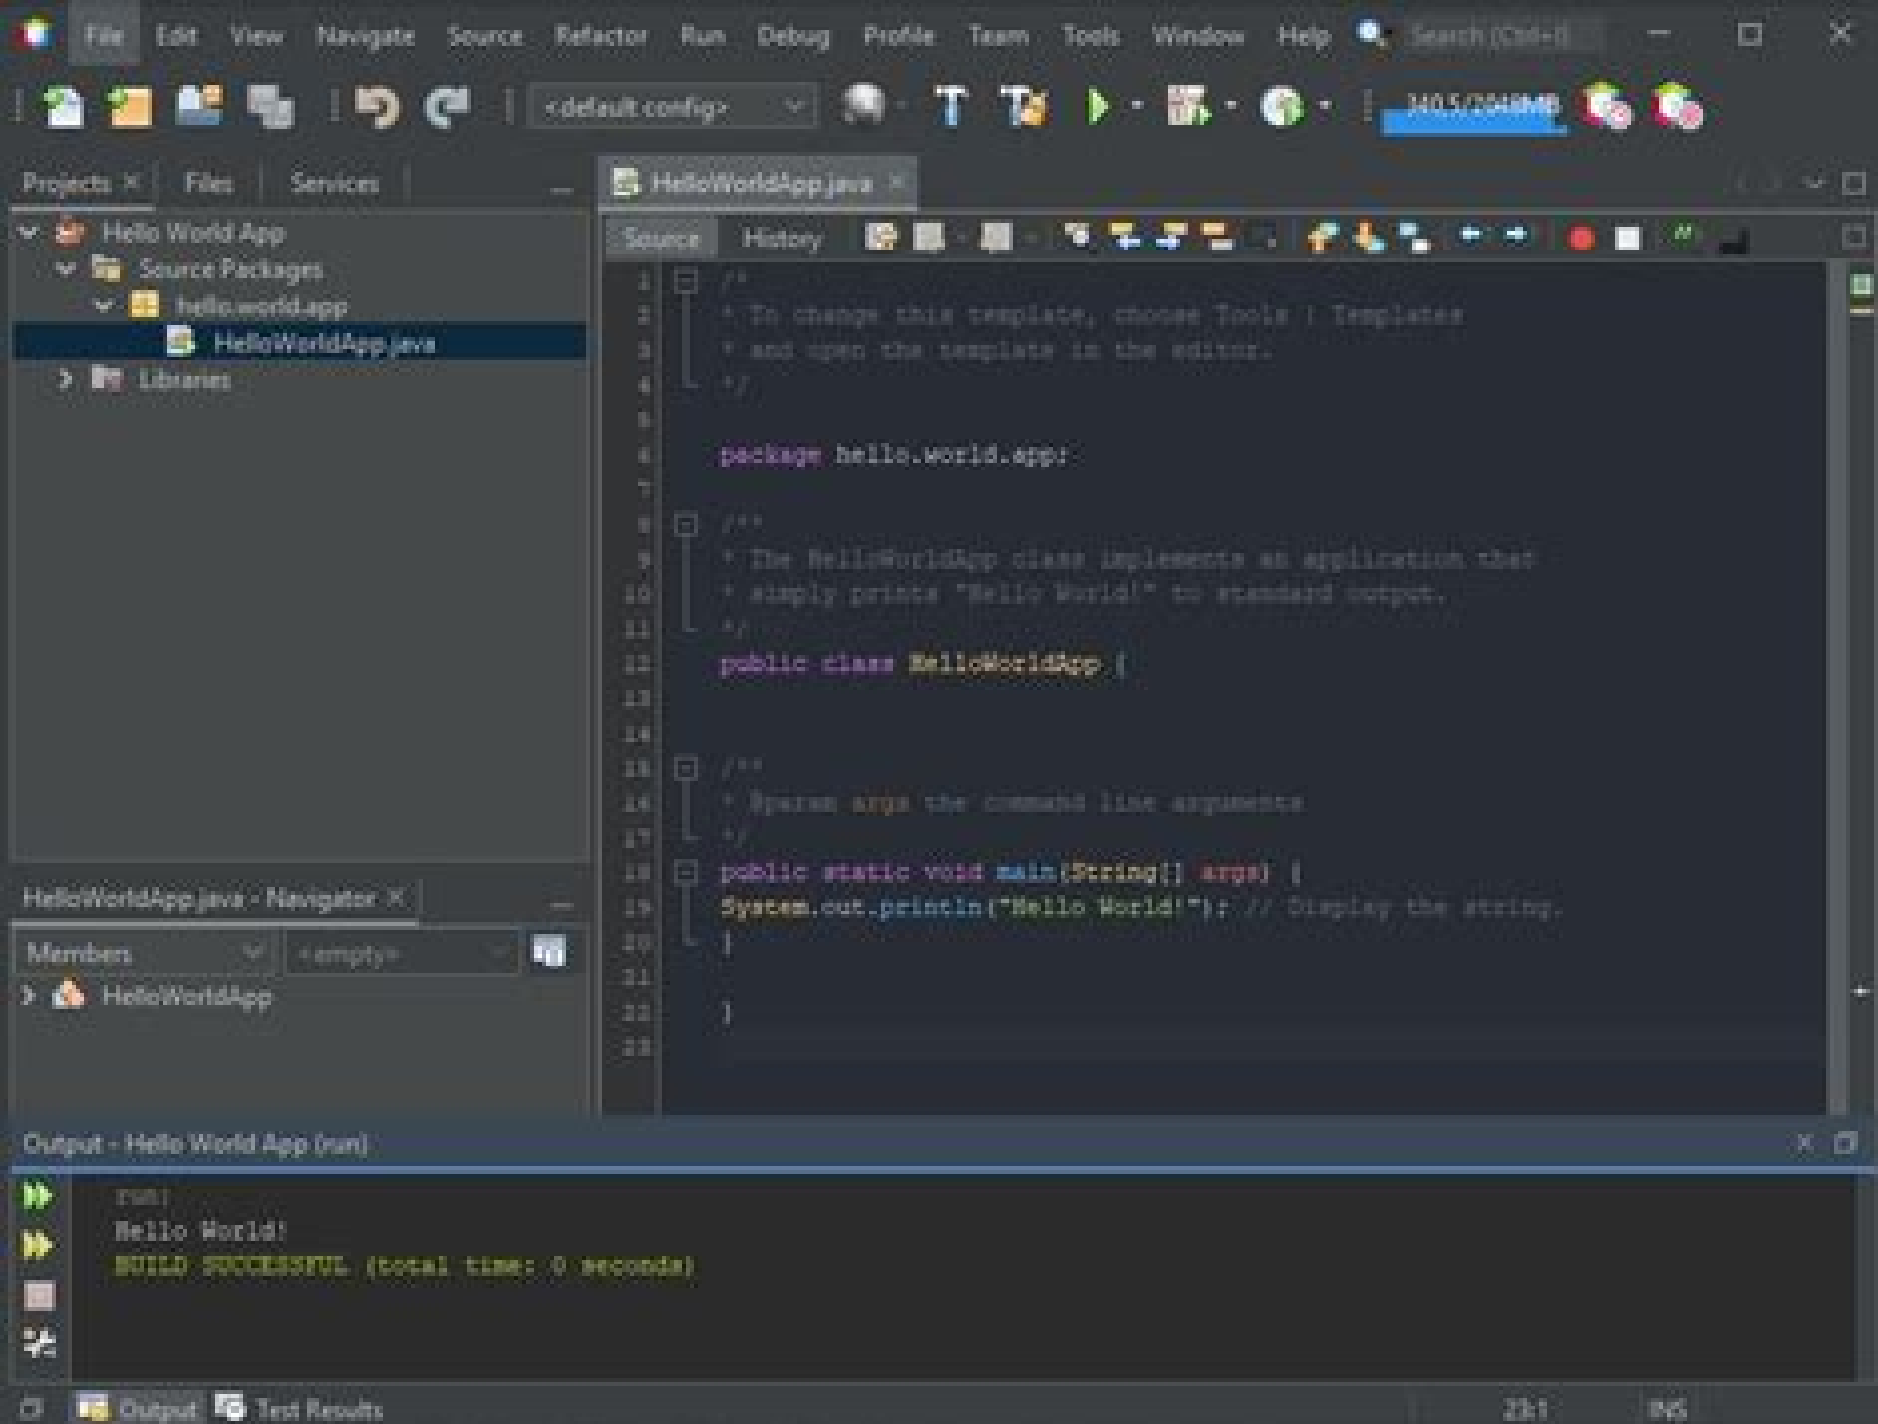 File Edit View Navigate Source Refactor Run Debug Profile Team Tools Window Help Search (Ctrl+I)
<default config> 340.5/2048MB
Projects Files Services
Hello World App
Source Packages
hello.world.app
HelloWorldApp.java
Libraries
HelloWorldApp.java - Navigator
Members <empty>
HelloWorldApp
HelloWorldApp.java
Source History
1 /*
2 * To change this template, choose Tools | Templates
3 * and open the template in the editor.
4 */
5
6 package hello.world.app;
7
8 /**
9 * The HelloWorldApp class implements an application that
10 * simply prints "Hello World!" to standard output.
11 */
12 public class HelloWorldApp {
13
14
15 /**
16 * @param args the command line arguments
17 */
18 public static void main(String[] args) {
19 System.out.println("Hello World!"); // Display the string.
20 }
21
22 }
23
Output - Hello World App (run)
run:
Hello World!
BUILD SUCCESSFUL (total time: 0 seconds)
Output Test Results 23:1 INS